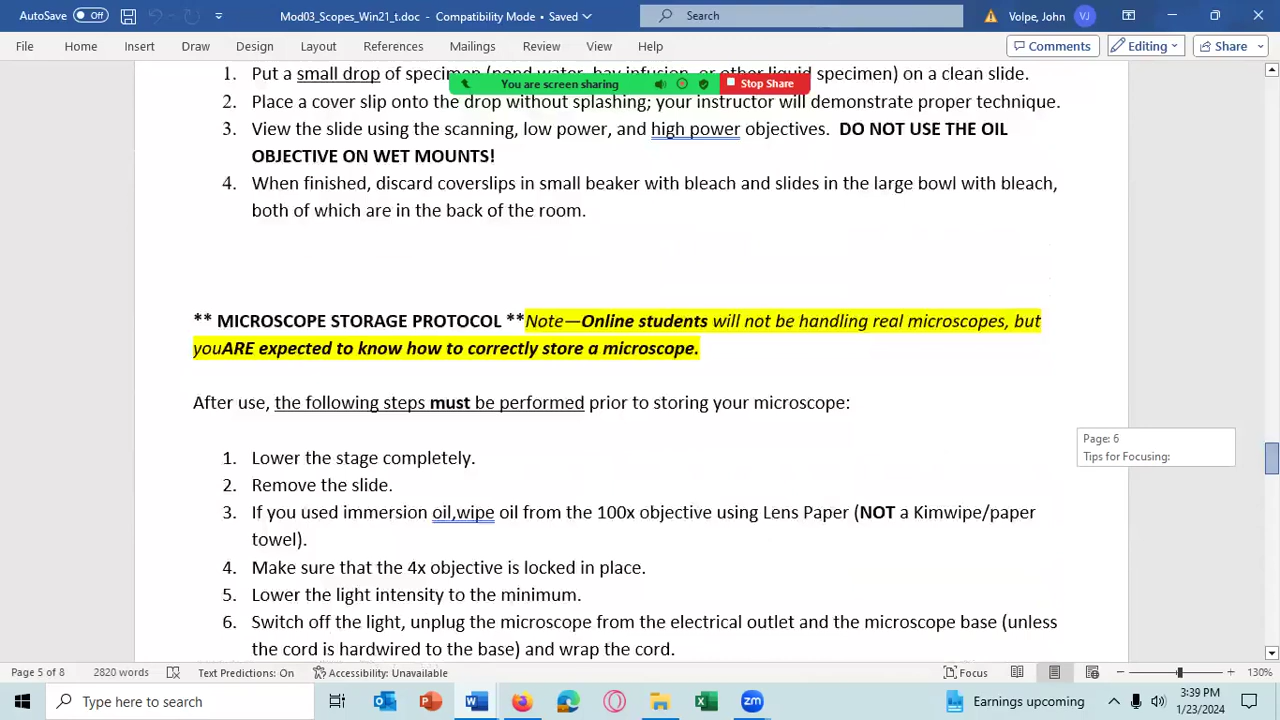 AutoSave Off Mod03_Scopes_Win21_t.doc - Compatibility Mode • Saved Search Volpe, John VJ
File Home Insert Draw Design Layout References Mailings Review View Help Comments Editing Share
1. Put a small drop of specimen (pond water, hay infusion, or other liquid specimen) on a clean slide.
You are screen sharing Stop Share
2. Place a cover slip onto the drop without splashing; your instructor will demonstrate proper technique.
3. View the slide using the scanning, low power, and high power objectives. DO NOT USE THE OIL
OBJECTIVE ON WET MOUNTS!
4. When finished, discard coverslips in small beaker with bleach and slides in the large bowl with bleach,
both of which are in the back of the room.
** MICROSCOPE STORAGE PROTOCOL **Note—Online students will not be handling real microscopes, but
youARE expected to know how to correctly store a microscope.
After use, the following steps must be performed prior to storing your microscope:
Page: 6
Tips for Focusing:
1. Lower the stage completely.
2. Remove the slide.
3. If you used immersion oil,wipe oil from the 100x objective using Lens Paper (NOT a Kimwipe/paper
towel).
4. Make sure that the 4x objective is locked in place.
5. Lower the light intensity to the minimum.
6. Switch off the light, unplug the microscope from the electrical outlet and the microscope base (unless
the cord is hardwired to the base) and wrap the cord.
Page 5 of 8 2820 words Text Predictions: On Accessibility: Unavailable Focus 130%
Type here to search zm Earnings upcoming 3:39 PM
1/23/2024